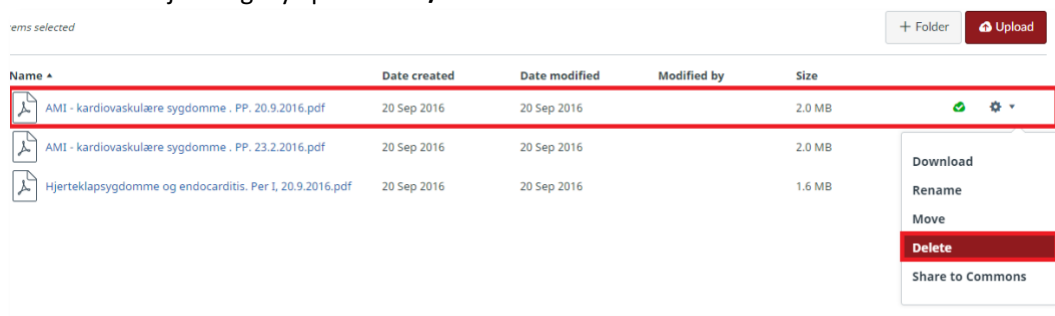 ems selected
+ Folder
Upload
Name
Date created
Date modified
Modified by
Size
AMI - kardiovaskulære sygdomme . PP. 20.9.2016.pdf
20 Sep 2016
20 Sep 2016
2.0 MB
AMI - kardiovaskulære sygdomme . PP. 23.2.2016.pdf
20 Sep 2016
20 Sep 2016
2.0 MB
Hjerteklapsygdomme og endocarditis. Per I, 20.9.2016.pdf
20 Sep 2016
20 Sep 2016
1.6 MB
Download
Rename
Move
Delete
Share to Commons